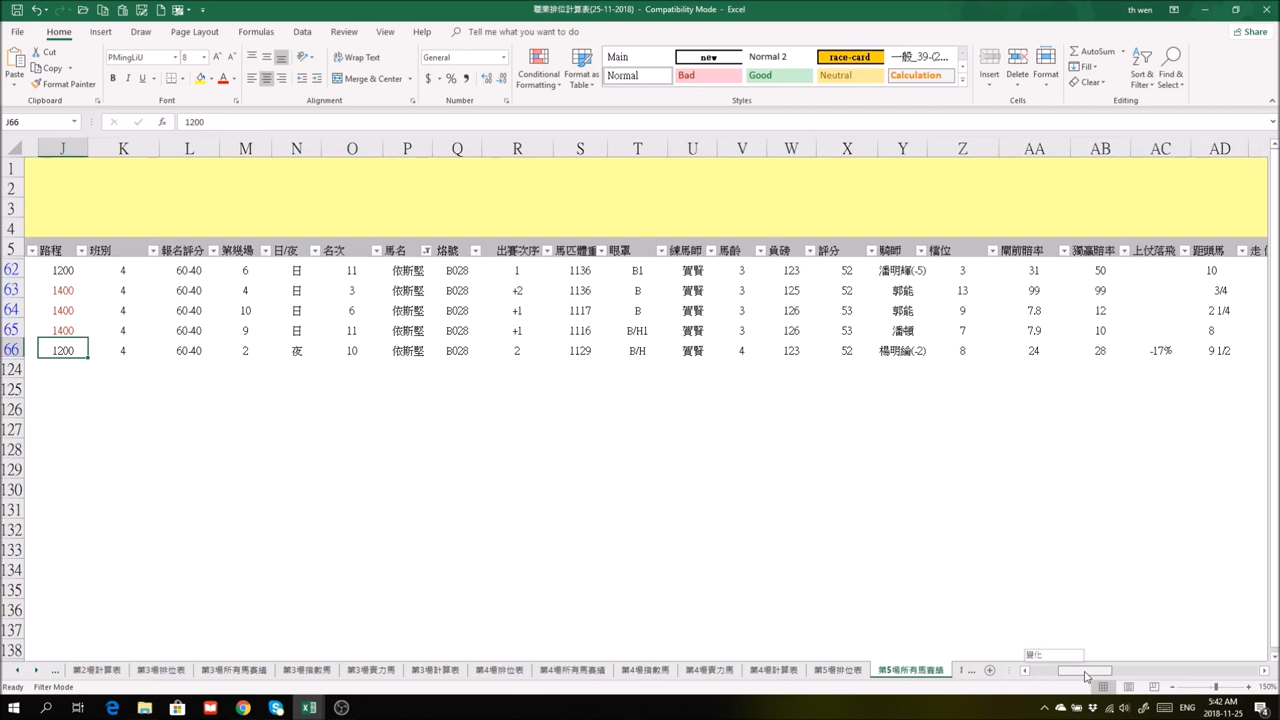 職業排位計算表(25-11-2018) - Compatibility Mode - Excel
th wen
File Home Insert Draw Page Layout Formulas Data Review View Help Tell me what you want to do
Share
Paste
Cut
Copy
Format Painter
Clipboard
PMingLiU 8
B I U
Font
Wrap Text
Merge & Center
Alignment
General
$ % ,
Number
Conditional Formatting
Format as Table
Main new Normal 2 race-card 一般_39-(2...
Normal Bad Good Neutral Calculation
Styles
Insert Delete Format
Cells
AutoSum
Fill
Clear
Sort & Filter
Find & Select
Editing
J66 fx 1200
J K L M N O P Q R S T U V W X Y Z AA AB AC AD
1
2
3
4
5 路程 班別 報名評分 第幾場 日/夜 名次 馬名 烙號 出賽次序 馬匹體重 眼罩 練馬師 馬齡 負磅 評分 騎師 檔位 閘前賠率 獨贏賠率 上仗落飛 距頭馬 走位
62 1200 4 60-40 6 日 11 依斯堅 B028 1 1136 B1 賀賢 3 123 52 潘明輝(-5) 3 31 50 10
63 1400 4 60-40 4 日 3 依斯堅 B028 +2 1136 B 賀賢 3 125 52 郭能 13 99 99 3/4
64 1400 4 60-40 10 日 6 依斯堅 B028 +1 1117 B 賀賢 3 126 53 郭能 9 7.8 12 2 1/4
65 1400 4 60-40 9 日 11 依斯堅 B028 +1 1116 B/H1 賀賢 3 126 53 潘頓 7 7.9 10 8
66 1200 4 60-40 2 夜 10 依斯堅 B028 2 1129 B/H 賀賢 4 123 52 楊明綸(-2) 8 24 28 -17% 9 1/2
124
125
126
127
128
129
130
131
132
133
134
135
136
137
138
變化
... 第2場計算表 第3場排位表 第3場所有馬賽績 第3場指數馬 第3場賣力馬 第3場計算表 第4場排位表 第4場所有馬賽績 第4場指數馬 第4場賣力馬 第4場計算表 第5場排位表 第5場所有馬賽績 ...
Ready Filter Mode
150%
ENG
5:42 AM
2018-11-25
4